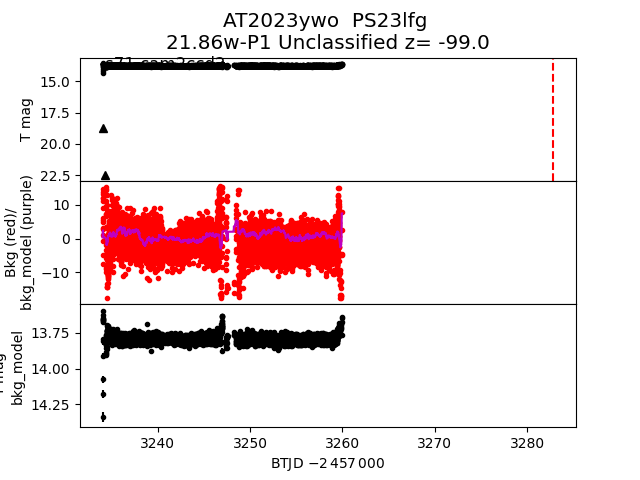 AT2023ywo  PS23lfg
21.86w-P1 Unclassified z= -99.0
15.0
17.5
20.0
22.5
T mag
10
0
−10
Bkg (red)/
bkg_model (purple)
13.75
14.00
14.25
bkg_model
3240
3250
3260
3270
3280
BTJD −2 457 000